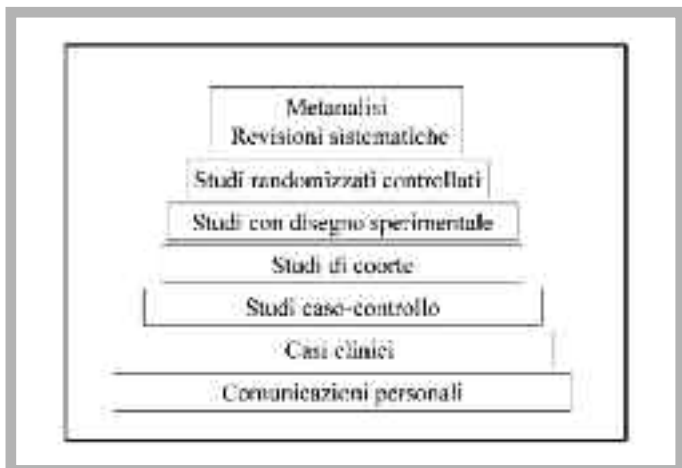 Metanalisi
Revisioni sistematiche
Studi randomizzati controllati
Studi con disegno sperimentale
Studi di coorte
Studi caso-controllo
Casi clinici
Comunicazioni personali